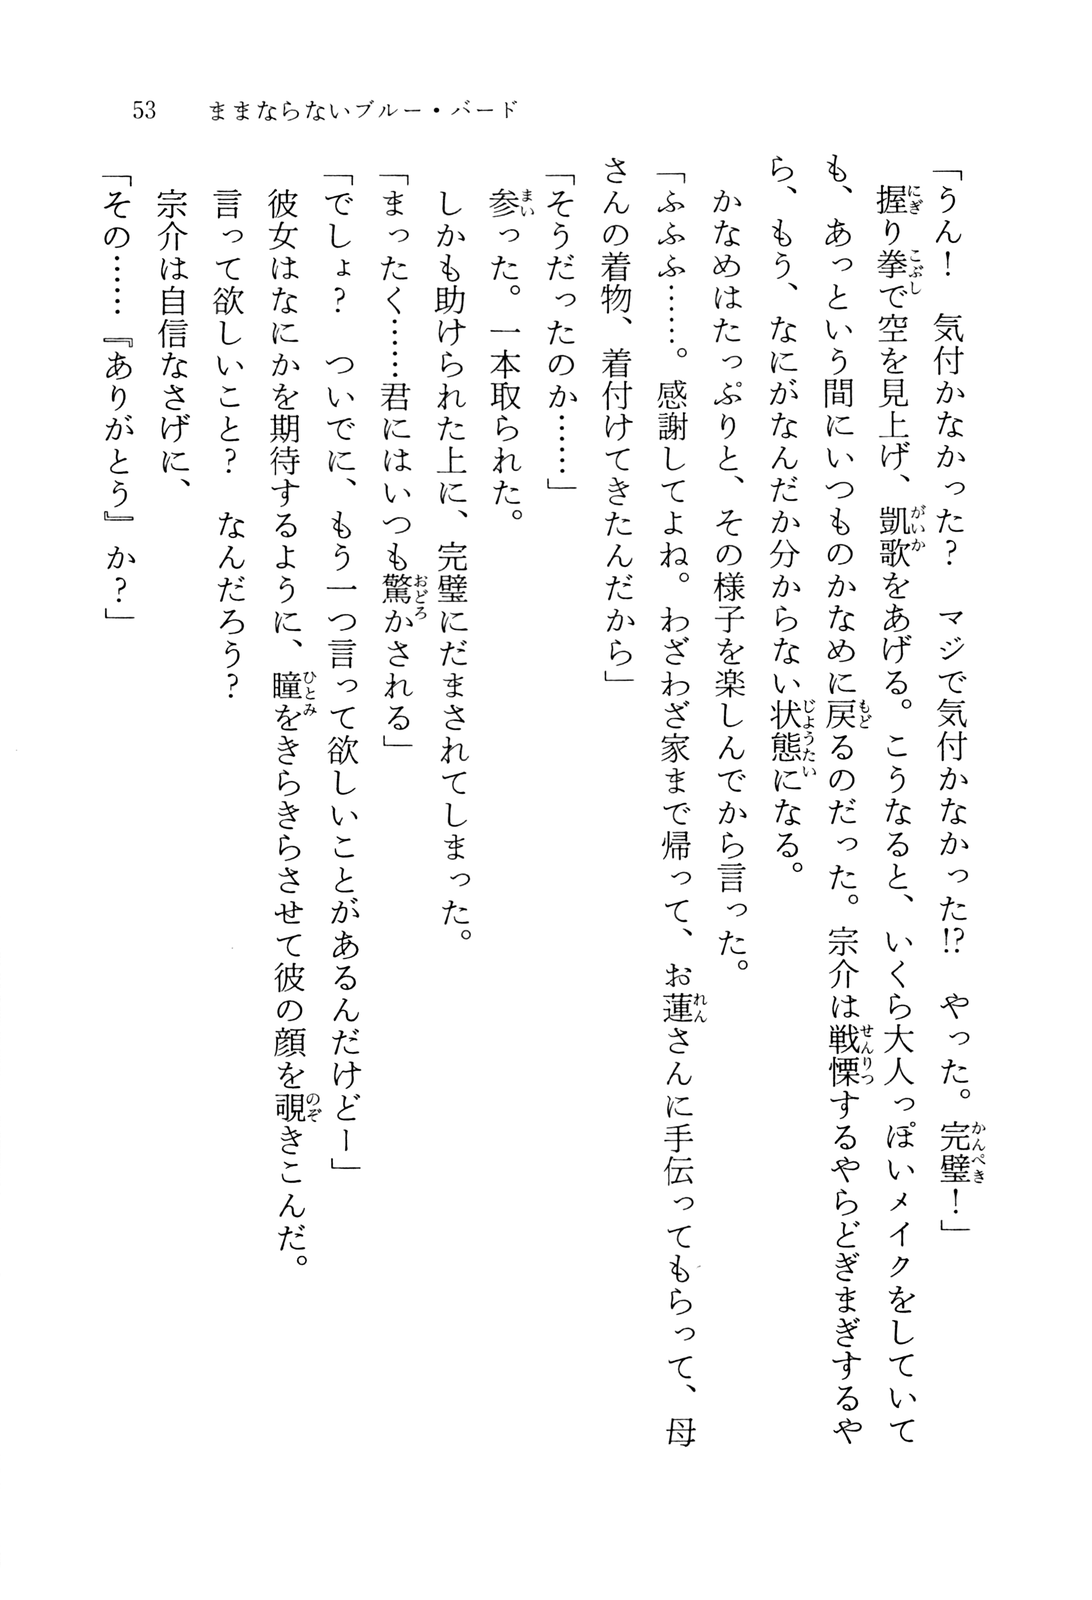 53　ままならないブルー・バード
「うん！　気付かなかった？　マジで気付かなかった!?　やった。完璧！」
　握り拳で空を見上げ、凱歌をあげる。こうなると、いくら大人っぽいメイクをしていて
も、あっという間にいつものかなめに戻るのだった。宗介は戦慄するやらどぎまぎするや
ら、もう、なにがなんだか分からない状態になる。
　かなめはたっぷりと、その様子を楽しんでから言った。
「ふふふ……。感謝してよね。わざわざ家まで帰って、お蓮さんに手伝ってもらって、母
さんの着物、着付けてきたんだから」
「そうだったのか……」
　参った。一本取られた。
　しかも助けられた上に、完璧にだまされてしまった。
「まったく……君にはいつも驚かされる」
「でしょ？　ついでに、もう一つ言って欲しいことがあるんだけどー」
　彼女はなにかを期待するように、瞳をきらきらさせて彼の顔を覗きこんだ。
　言って欲しいこと？　なんだろう？
　宗介は自信なさげに、
「その……『ありがとう』か？」